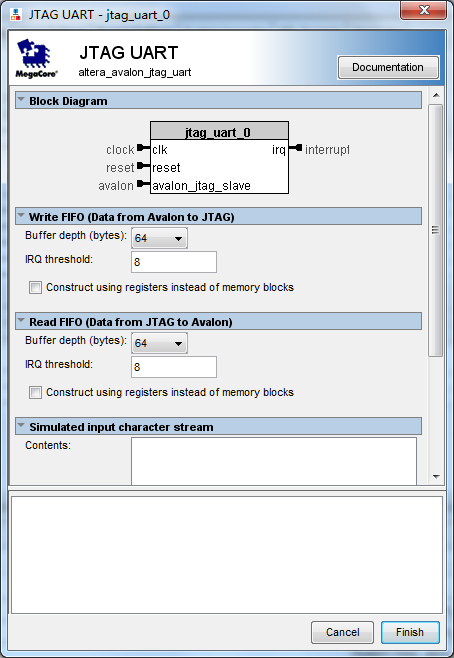 JTAG UART - jtag_uart_0
JTAG UART
altera_avalon_jtag_uart
MegaCore®
Documentation
Block Diagram
jtag_uart_0
clock clk irq interrupt
reset reset
avalon avalon_jtag_slave
Write FIFO (Data from Avalon to JTAG)
Buffer depth (bytes): 64
IRQ threshold: 8
Construct using registers instead of memory blocks
Read FIFO (Data from JTAG to Avalon)
Buffer depth (bytes): 64
IRQ threshold: 8
Construct using registers instead of memory blocks
Simulated input character stream
Contents:
Cancel Finish